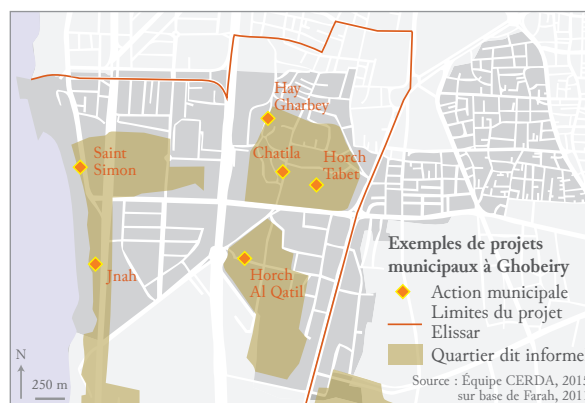 Hay
Gharbey
Saint
Simon
Chatila
Horch
Tabet
Jnah
Horch
Al Qatil
Exemples de projets
municipaux à Ghobeiry
Action municipale
Limites du projet
Elissar
Quartier dit informel
N
250 m
Source : Équipe CERDA, 2015
sur base de Farah, 2011